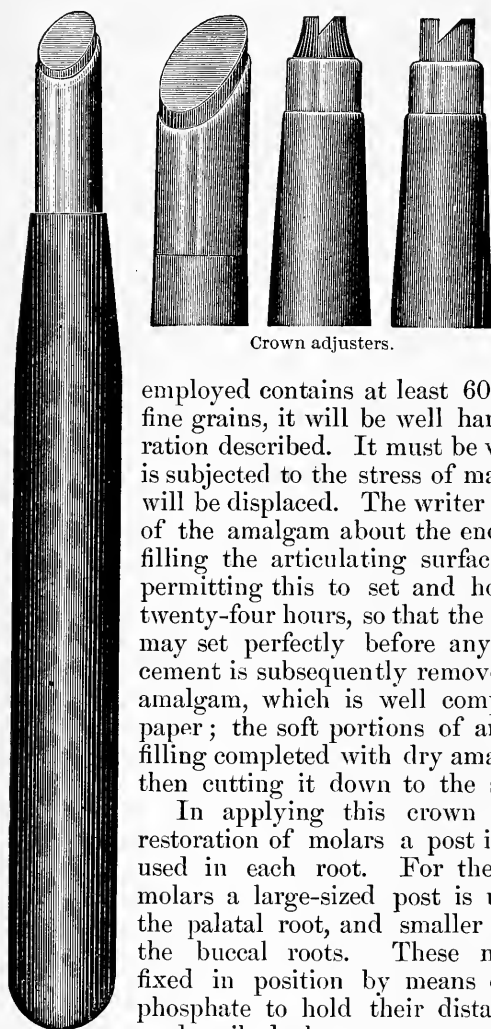 Crown adjusters.
employed contains at least 60
fine grains, it will be well har
ration described. It must be
is subjected to the stress of ma
will be displaced. The writer
of the amalgam about the en
filling the articulating surfac
permitting this to set and ho
twenty-four hours, so that the
may set perfectly before any
cement is subsequently remov
amalgam, which is well com
paper; the soft portions of a
filling completed with dry ama
then cutting it down to the
In applying this crown
restoration of molars a post i
used in each root. For the
molars a large-sized post is u
the palatal root, and smaller
the buccal roots. These
fixed in position by means
phosphate to hold their dista